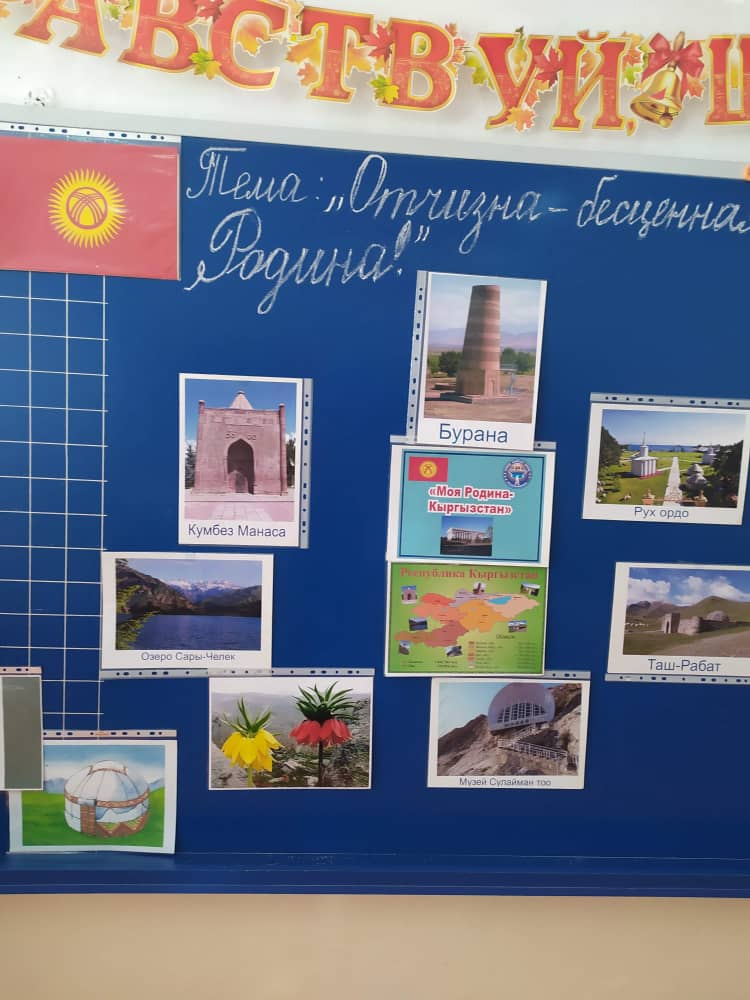 АВСТВУЙ, Ш
Тема: „Отчизна - бесценная
Родина!"
Бурана
Кумбез Манаса
«Моя Родина-
Кыргызстан»
Рух ордо
Республика Кыргызстан
Озеро Сары-Челек
Таш-Рабат
Музей Сулайман тоо